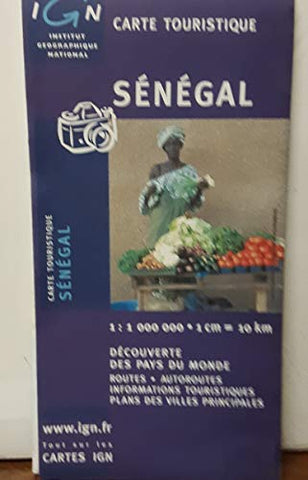 IGN
INSTITUT
GEOGRAPHIQUE
NATIONAL
CARTE TOURISTIQUE
SÉNÉGAL
CARTE TOURISTIQUE
SÉNÉGAL
1 : 1 000 000 • 1 cm = 10 km
DÉCOUVERTE
DES PAYS DU MONDE
ROUTES • AUTOROUTES
INFORMATIONS TOURISTIQUES
PLANS DES VILLES PRINCIPALES
www.ign.fr
Tout sur les
CARTES IGN